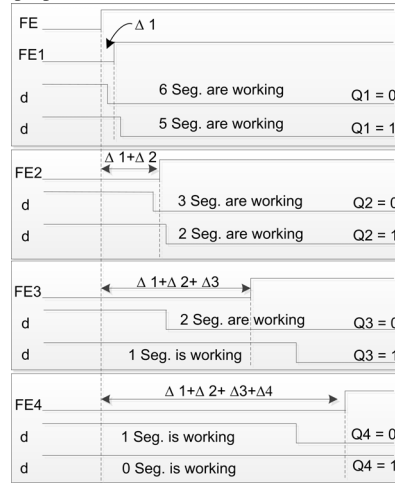 FE
Δ 1
FE1
d 6 Seg. are working Q1 = 0
d 5 Seg. are working Q1 = 1
Δ 1+Δ 2
FE2
d 3 Seg. are working Q2 = 0
d 2 Seg. are working Q2 = 1
Δ 1+Δ 2+ Δ3
FE3
d 2 Seg. are working Q3 = 0
d 1 Seg. is working Q3 = 1
Δ 1+Δ 2+ Δ3+Δ4
FE4
d 1 Seg. is working Q4 = 0
d 0 Seg. is working Q4 = 1